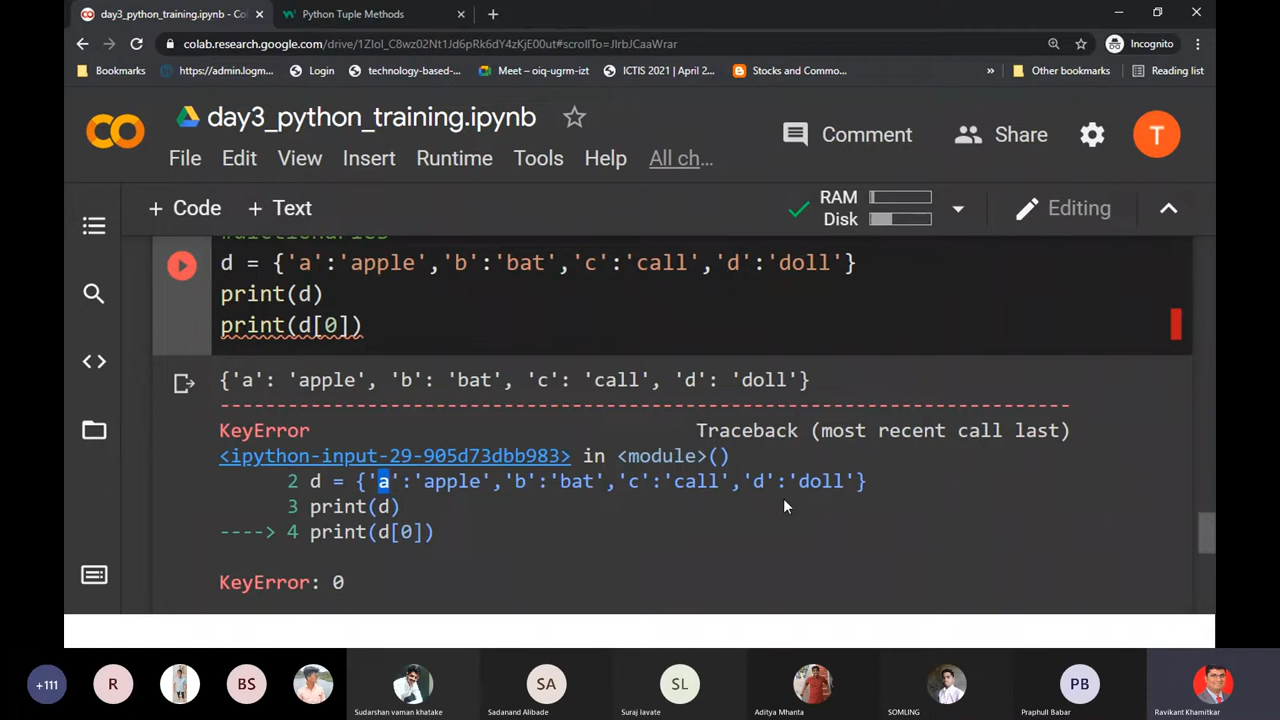 day3_python_training.ipynb - Co
Python Tuple Methods
colab.research.google.com/drive/1ZIol_C8wz02Nt1Jd6pRk6dY4zKjE00ut#scrollTo=JIrbJCaaWrar
Incognito
Bookmarks
https://admin.logm...
Login
technology-based-...
Meet – oiq-ugrm-izt
ICTIS 2021 | April 2...
Stocks and Commo...
»
Other bookmarks
Reading list
CO
day3_python_training.ipynb
Comment
Share
T
File Edit View Insert Runtime Tools Help All ch...
+ Code + Text
RAM
Disk
Editing
#dictionaries
d = {'a':'apple','b':'bat','c':'call','d':'doll'}
print(d)
print(d[0])
{'a': 'apple', 'b': 'bat', 'c': 'call', 'd': 'doll'}
---------------------------------------------------------------------------
KeyError Traceback (most recent call last)
<ipython-input-29-905d73dbb983> in <module>()
2 d = {'a':'apple','b':'bat','c':'call','d':'doll'}
3 print(d)
----> 4 print(d[0])
KeyError: 0
+111
R
BS
SA
SL
PB
Sudarshan vaman khatake
Sadanand Alibade
Suraj lavate
Aditya Mhanta
SOMLING
Praphull Babar
Ravikant Khamitkar